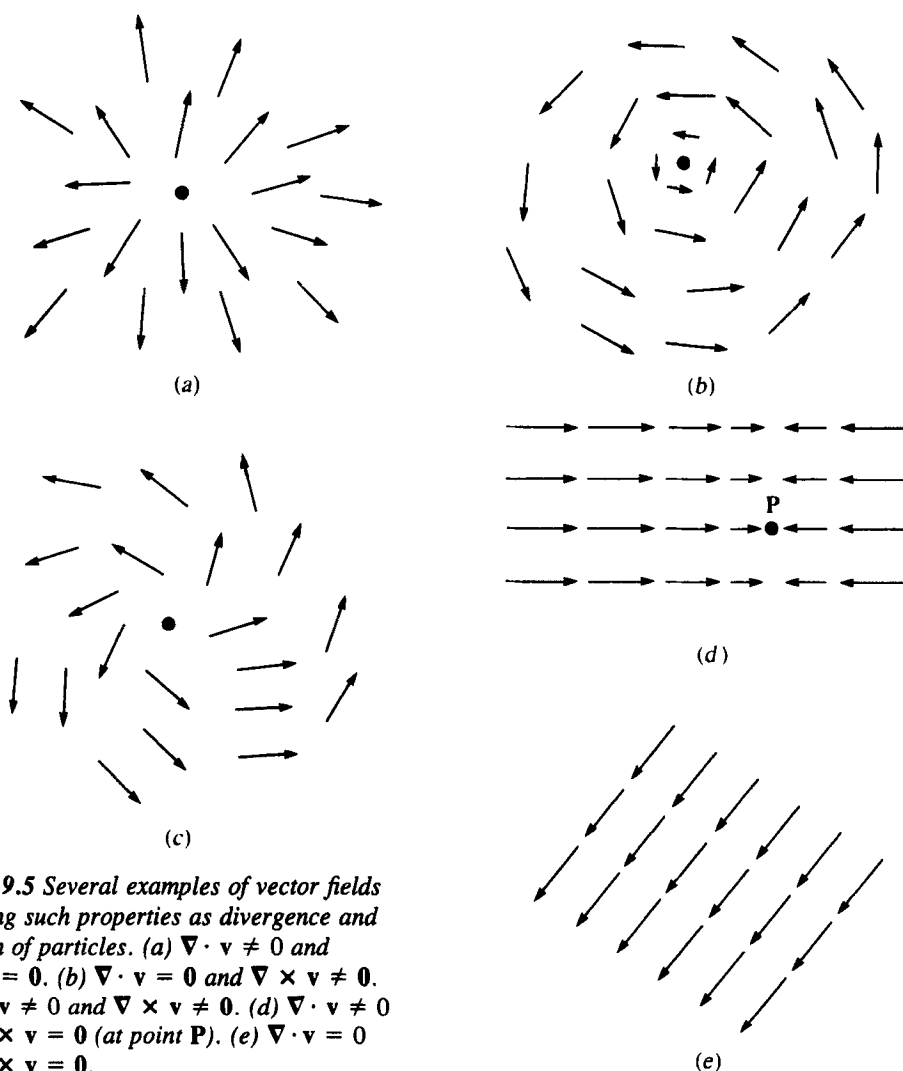 (a)
(b)
P
(c)
(d)
(e)
9.5 Several examples of vector fields
ng such properties as divergence and
n of particles. (a) ∇ · v ≠ 0 and
= 0. (b) ∇ · v = 0 and ∇ × v ≠ 0.
v ≠ 0 and ∇ × v ≠ 0. (d) ∇ · v ≠ 0
× v = 0 (at point P). (e) ∇ · v = 0
× v = 0.